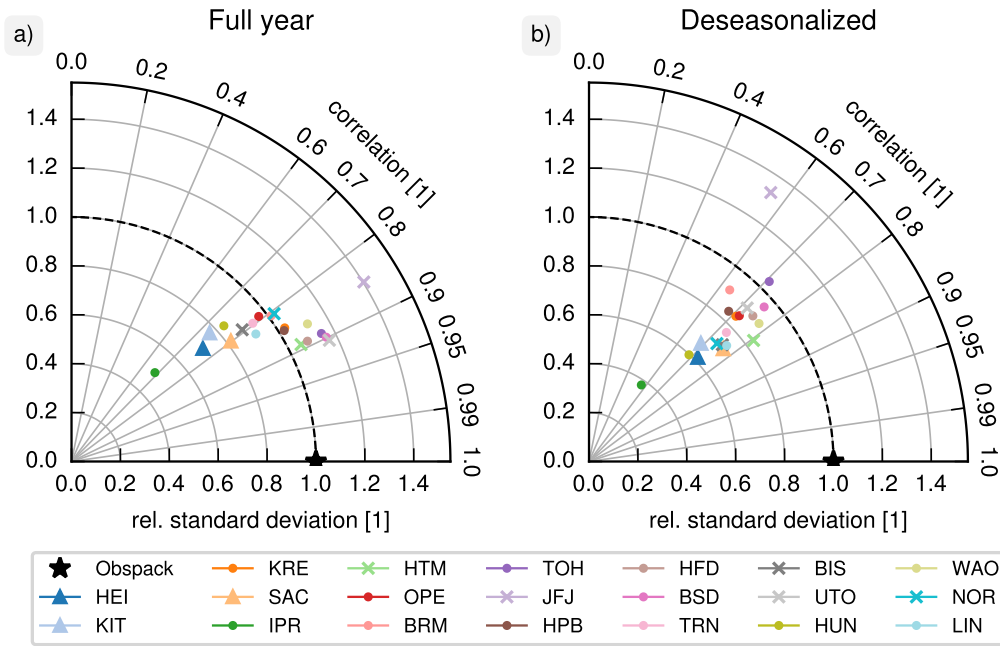 a) Full year
0.0 0.2 0.4 0.6 0.7 0.8 0.9 0.95 0.99 1.0
correlation [1]
1.4
1.2
1.0
0.8
0.6
0.4
0.2
0.0
0.0 0.2 0.4 0.6 0.8 1.0 1.2 1.4
rel. standard deviation [1]
b) Deseasonalized
0.0 0.2 0.4 0.6 0.7 0.8 0.9 0.95 0.99 1.0
correlation [1]
1.4
1.2
1.0
0.8
0.6
0.4
0.2
0.0
0.0 0.2 0.4 0.6 0.8 1.0 1.2 1.4
rel. standard deviation [1]
Obspack KRE HTM TOH HFD BIS WAO
HEI SAC OPE JFJ BSD UTO NOR
KIT IPR BRM HPB TRN HUN LIN